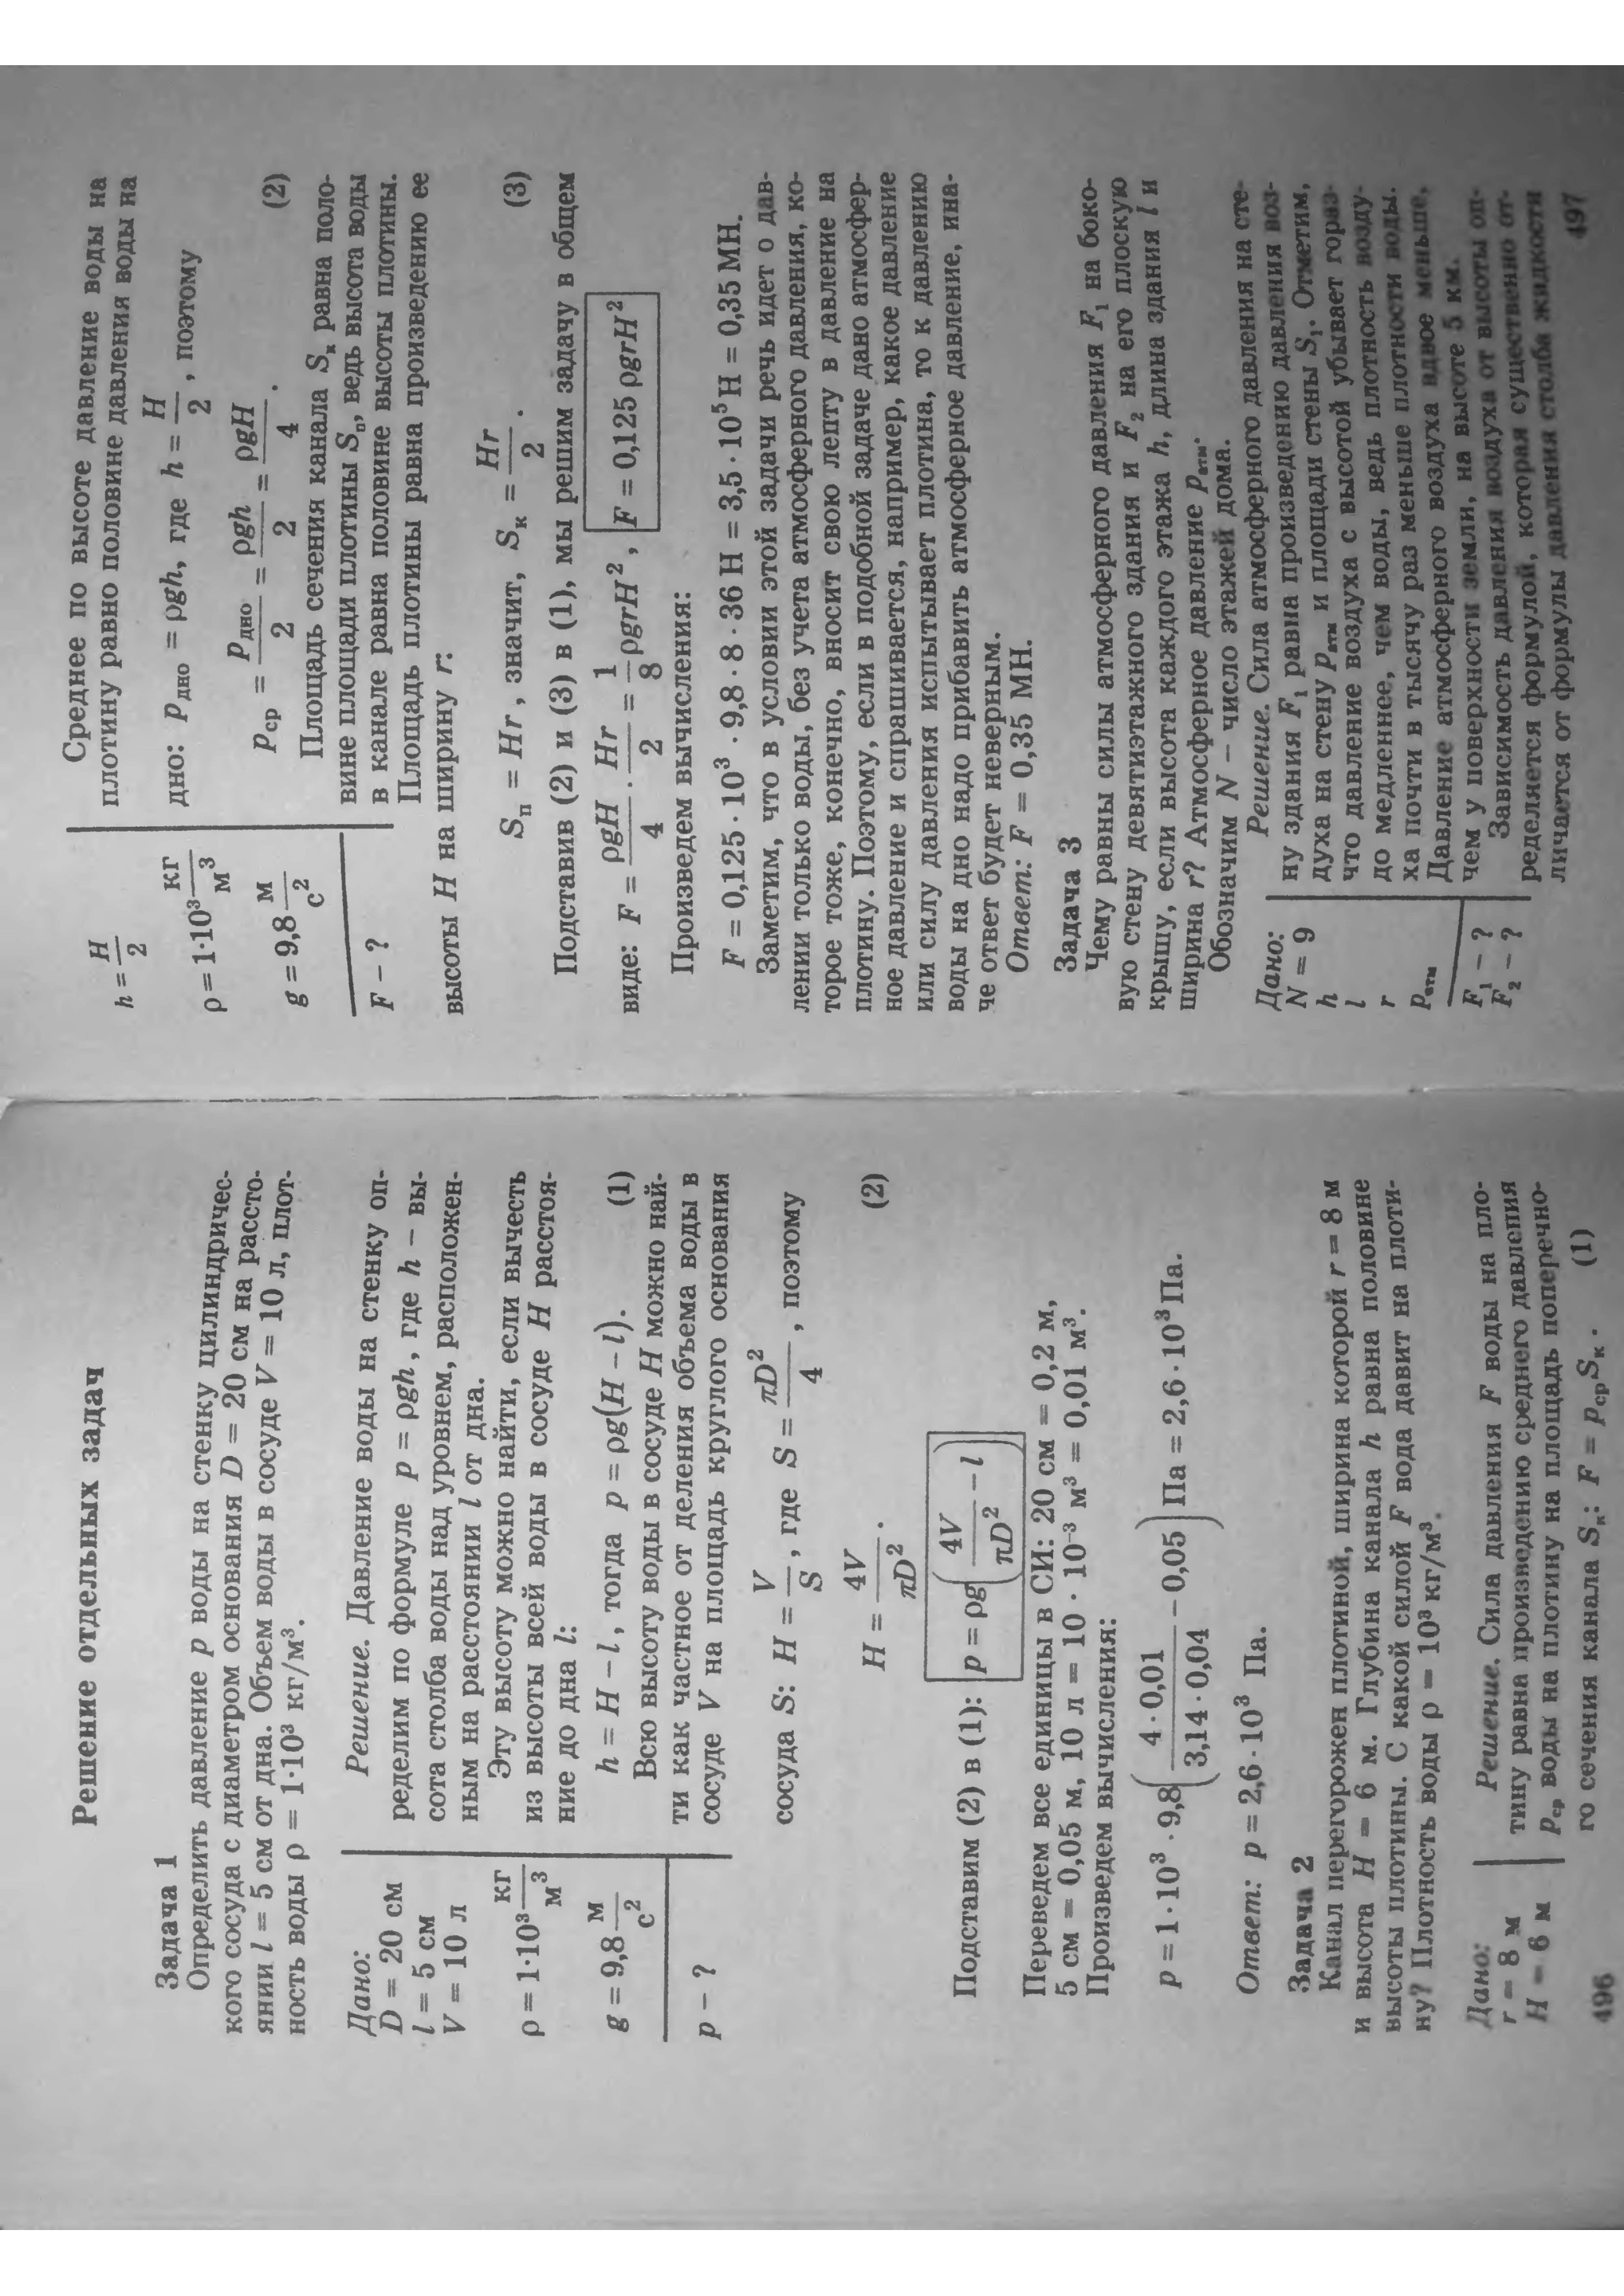 Решение отдельных задач
Задача 1
Определить давление p воды на стенку цилиндричес-
кого сосуда с диаметром основания D = 20 см на рассто-
янии l = 5 см от дна. Объем воды в сосуде V = 10 л, плот-
ность воды ρ = 1·10³ кг/м³.
Дано:
D = 20 см
l = 5 см
V = 10 л
ρ = 1·10³ кг/м³
g = 9,8 м/с²
p – ?
Решение. Давление воды на стенку оп-
ределим по формуле p = ρgh, где h – вы-
сота столба воды над уровнем, расположен-
ным на расстоянии l от дна.
Эту высоту можно найти, если вычесть
из высоты всей воды в сосуде H расстоя-
ние до дна l:
h = H – l, тогда p = ρg(H – l). (1)
Всю высоту воды в сосуде H можно най-
ти как частное от деления объема воды в
сосуде V на площадь круглого основания
сосуда S: H = V/S, где S = πD²/4, поэтому
H = 4V/πD². (2)
Подставим (2) в (1): p = ρg(4V/πD² – l)
Переведем все единицы в СИ: 20 см = 0,2 м,
5 см = 0,05 м, 10 л = 10 · 10⁻³ м³ = 0,01 м³.
Произведем вычисления:
p = 1·10³ · 9,8(4·0,01/3,14·0,04 – 0,05) Па = 2,6·10³ Па.
Ответ: p = 2,6·10³ Па.
Задача 2
Канал перегорожен плотиной, ширина которой r = 8 м
и высота H = 6 м. Глубина канала h равна половине
высоты плотины. С какой силой F вода давит на плоти-
ну? Плотность воды ρ = 10³ кг/м³.
Дано:
r = 8 м
H = 6 м
Решение. Сила давления F воды на пло-
тину равна произведению среднего давления
pср воды на плотину на площадь поперечно-
го сечения канала Sк: F = pсрSк. (1)
496
h = H/2
ρ = 1·10³ кг/м³
g = 9,8 м/с²
F – ?
Среднее по высоте давление воды на
плотину равно половине давления воды на
дно: pдно = ρgh, где h = H/2, поэтому
pср = pдно/2 = ρgh/2 = ρgH/4. (2)
Площадь сечения канала Sк равна поло-
вине площади плотины Sп, ведь высота воды
в канале равна половине высоты плотины.
Площадь плотины равна произведению ее
высоты H на ширину r:
Sп = Hr, значит, Sк = Hr/2. (3)
Подставив (2) и (3) в (1), мы решим задачу в общем
виде: F = ρgH/4 · Hr/2 = 1/8 ρgrH², F = 0,125 ρgrH²
Произведем вычисления:
F = 0,125 · 10³ · 9,8 · 8 · 36 Н = 3,5 · 10⁵ Н = 0,35 МН.
Заметим, что в условии этой задачи речь идет о дав-
лении только воды, без учета атмосферного давления, ко-
торое тоже, конечно, вносит свою лепту в давление на
плотину. Поэтому, если в подобной задаче дано атмосфер-
ное давление и спрашивается, например, какое давление
или силу давления испытывает плотина, то к давлению
воды на дно надо прибавить атмосферное давление, ина-
че ответ будет неверным.
Ответ: F = 0,35 МН.
Задача 3
Чему равны силы атмосферного давления F₁ на боко-
вую стену девятиэтажного здания и F₂ на его плоскую
крышу, если высота каждого этажа h, длина здания l и
ширина r? Атмосферное давление pатм.
Обозначим N – число этажей дома.
Дано:
N = 9
h
l
r
pатм
F₁ – ?
F₂ – ?
Решение. Сила атмосферного давления на сте-
ну здания F₁ равна произведению давления воз-
духа на стену pатм и площади стены S₁. Отметим,
что давление воздуха с высотой убывает гораз-
до медленнее, чем воды, ведь плотность возду-
ха почти в тысячу раз меньше плотности воды.
Давление атмосферного воздуха вдвое меньше,
чем у поверхности земли, на высоте 5 км.
Зависимость давления воздуха от высоты оп-
ределяется формулой, которая существенно от-
личается от формулы давления столба жидкости
497